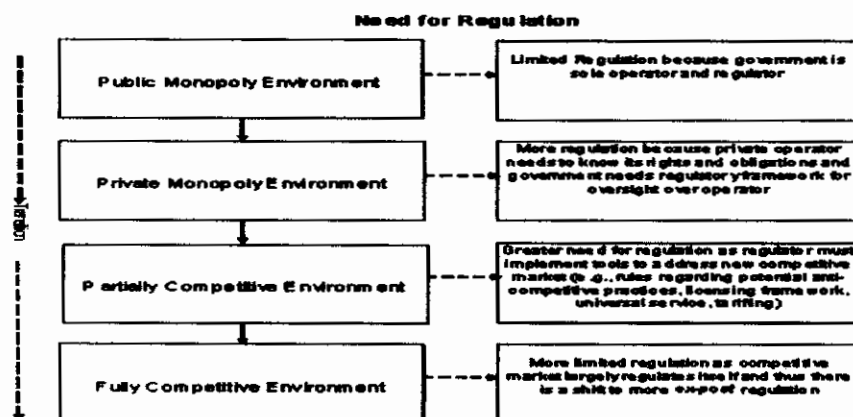 Need for Regulation
Public Monopoly Environment
Limited Regulation because government is
sole operator and regulator
Private Monopoly Environment
More regulation because private operator
needs to know its rights and obligations and
government needs regulatory framework for
oversight over operator
Partially Competitive Environment
Greater need for regulation as regulator must
implement tools to address new competitive
market (e.g., rules regarding potential anti-
competitive practices, licensing framework,
universal service, tariffing)
Fully Competitive Environment
More limited regulation as competitive
market largely regulates itself and thus there
is a shift to more ex-post regulation